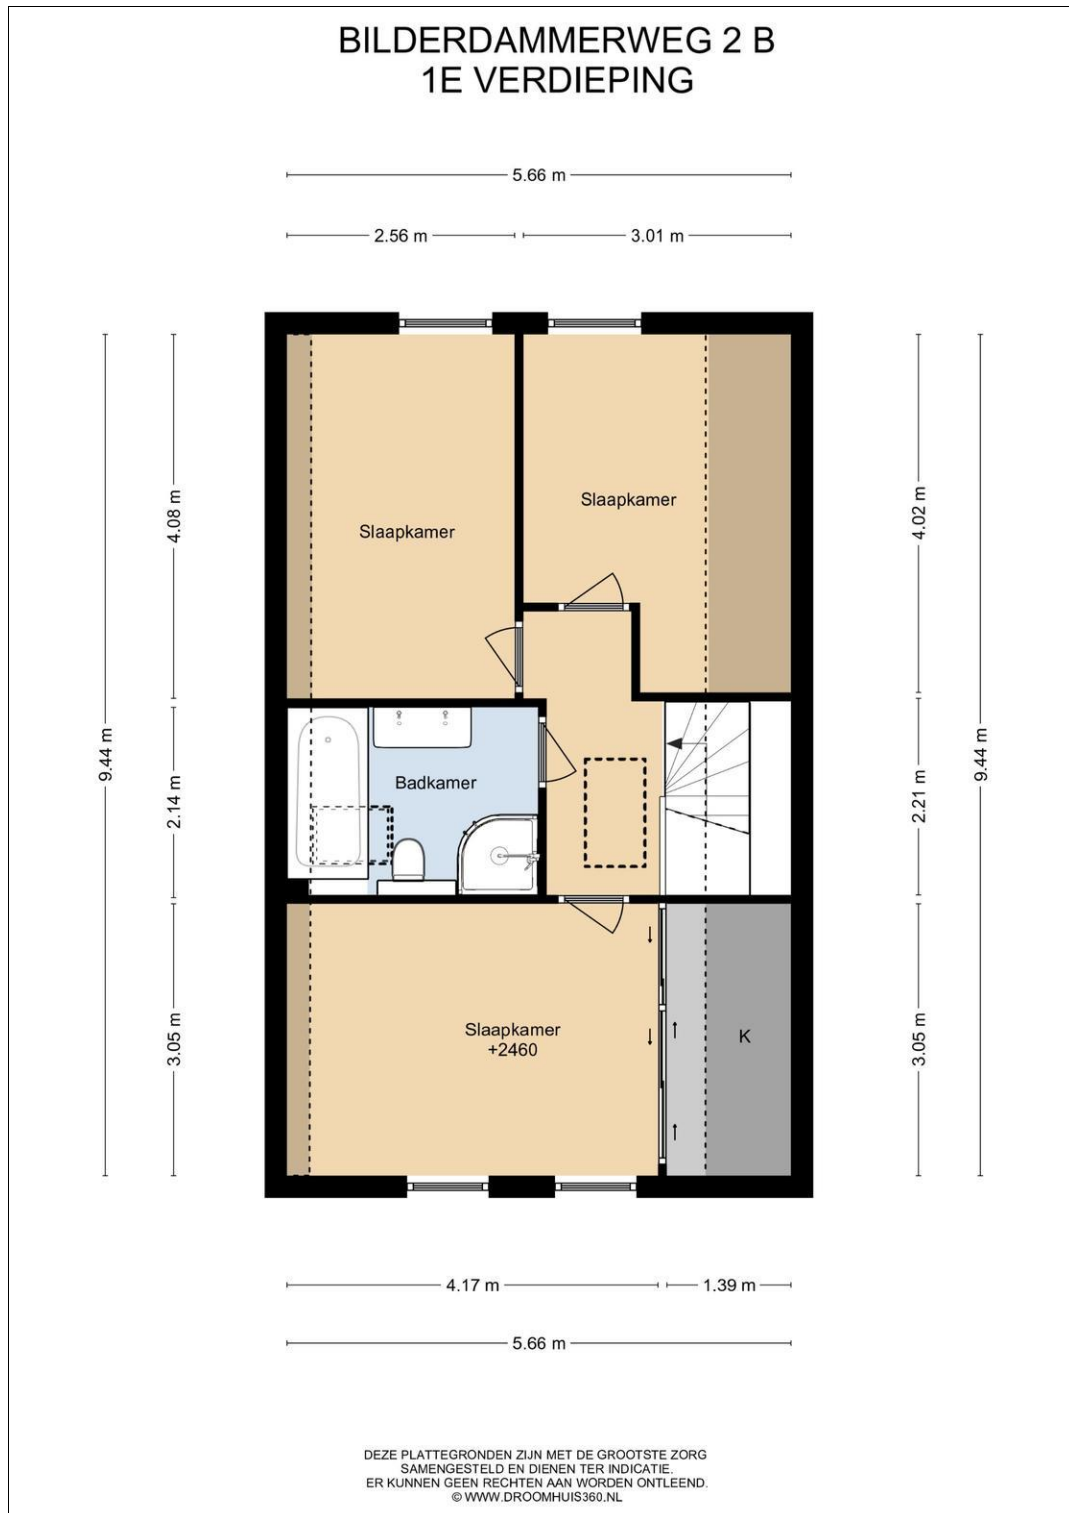 BILDERDAMMERWEG 2 B
1E VERDIEPING
5.66 m
2.56 m
3.01 m
4.08 m
4.02 m
Slaapkamer
Slaapkamer
9.44 m
2.14 m
Badkamer
2.21 m
9.44 m
3.05 m
Slaapkamer
+2460
K
3.05 m
4.17 m
1.39 m
5.66 m
DEZE PLATTEGRONDEN ZIJN MET DE GROOTSTE ZORG
SAMENGESTELD EN DIENEN TER INDICATIE.
ER KUNNEN GEEN RECHTEN AAN WORDEN ONTLEEND.
© WWW.DROOMHUIS360.NL